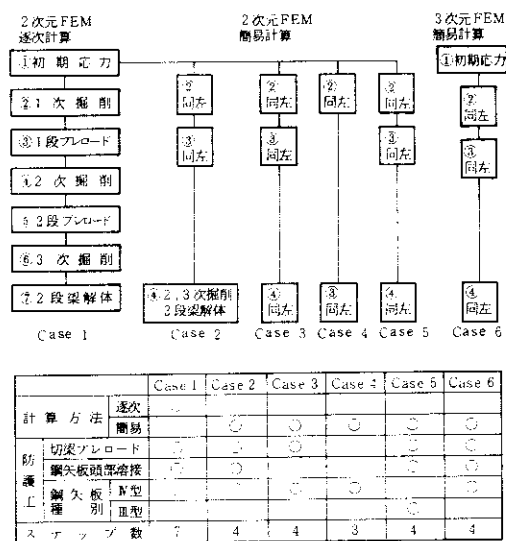 2次元FEM
逐次計算
2次元FEM
簡易計算
3次元FEM
簡易計算
①初期応力
②1次掘削
③1段プレロード
④2次掘削
5 2段プレロード
⑥3次掘削
⑦2段梁解体
Case 1
②
同左
③
同左
④2,3次掘削
2段梁解体
Case 2
②
同左
③
同左
④
同左
Case 3
②
同左
③
同左
Case 4
②
同左
③
同左
④
同左
Case 5
①初期応力
②
同左
③
同左
④
同左
Case 6
Case 1 Case 2 Case 3 Case 4 Case 5 Case 6
計算方法 逐次
簡易 ○ ○ ○ ○ ○
防護工 切梁プレロード ○ ○ ○ ○ ○
鋼矢板頭部溶接 ○ ○ ○ ○
鋼矢板種別 Ⅳ型 ○ ○ ○
Ⅲ型 ○
ステップ数 7 4 4 3 4 4